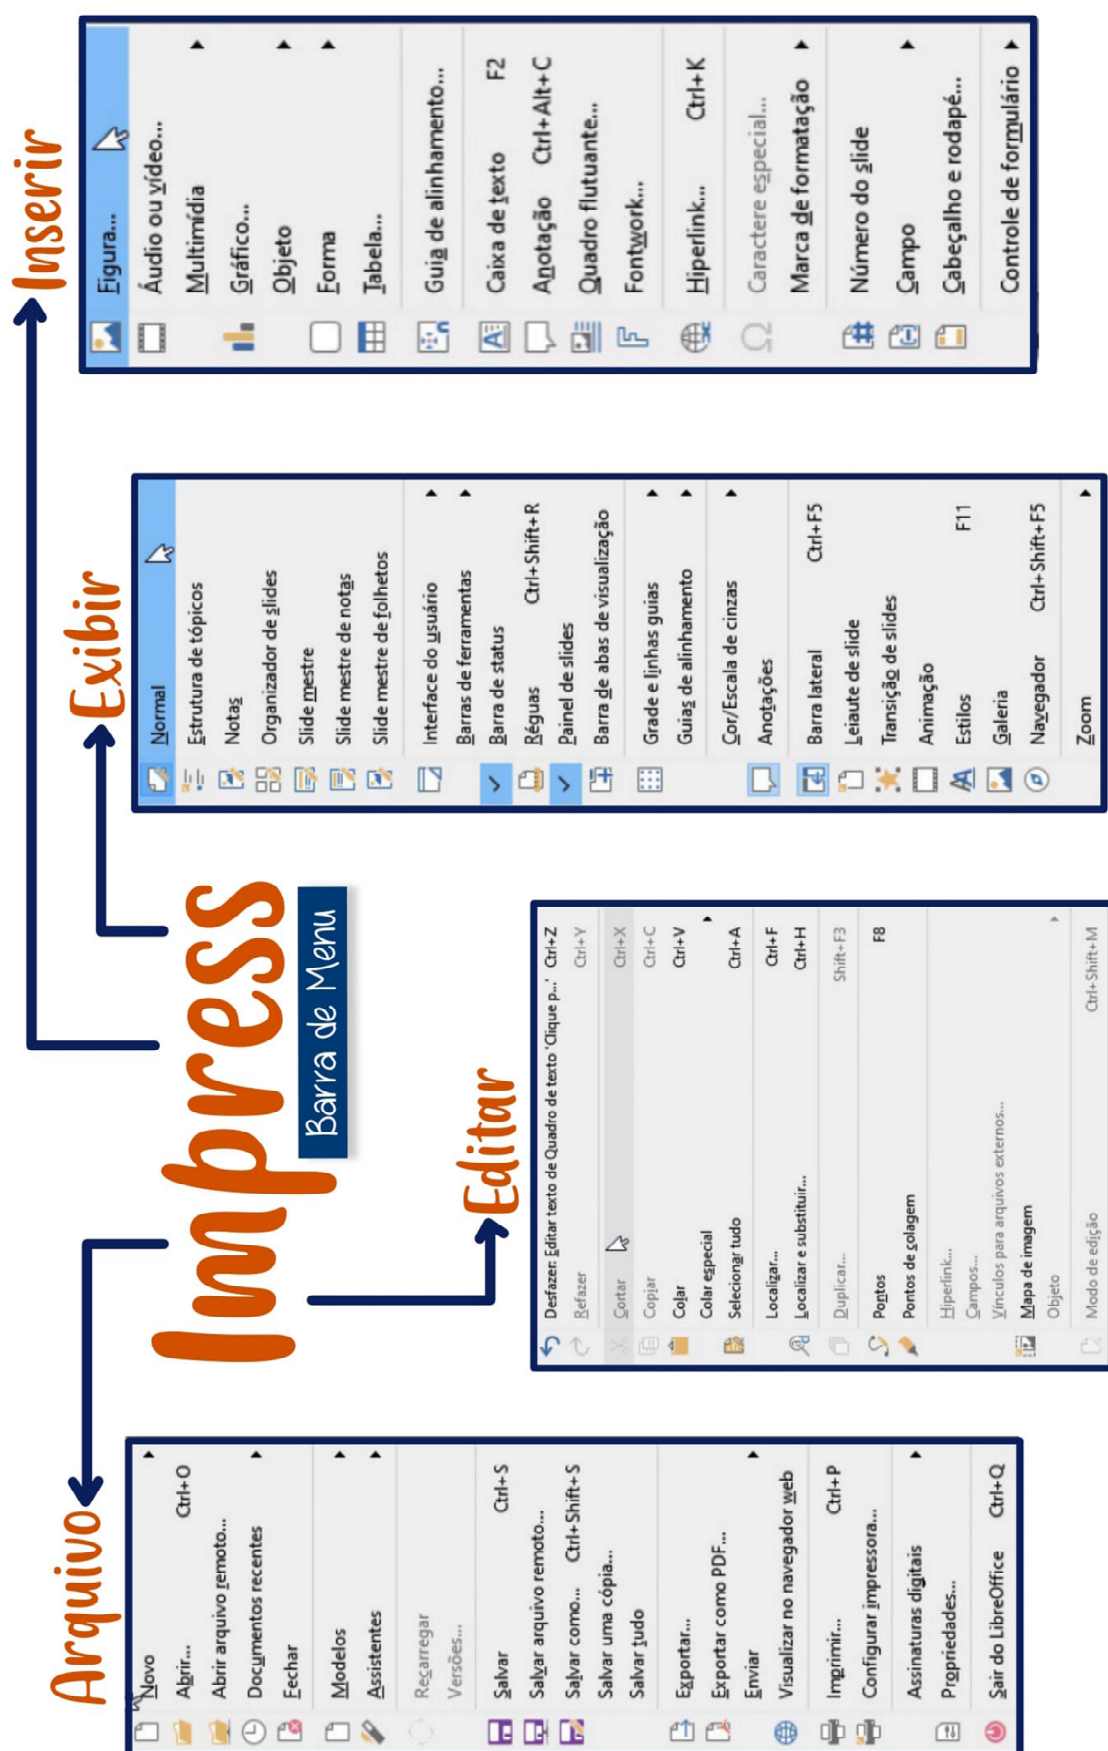 Impress
Barra de Menu
Arquivo
Novo
Abrir... Ctrl+O
Abrir arquivo remoto...
Documentos recentes
Fechar
Modelos
Assistentes
Recarregar
Versões...
Salvar Ctrl+S
Salvar arquivo remoto...
Salvar como... Ctrl+Shift+S
Salvar uma cópia...
Salvar tudo
Exportar...
Exportar como PDF...
Enviar
Visualizar no navegador web
Imprimir... Ctrl+P
Configurar impressora...
Assinaturas digitais
Propriedades...
Sair do LibreOffice Ctrl+Q
Editar
Desfazer: Editar texto de Quadro de texto 'Clique p...' Ctrl+Z
Refazer Ctrl+Y
Cortar Ctrl+X
Copiar Ctrl+C
Colar Ctrl+V
Colar especial
Selecionar tudo Ctrl+A
Localizar... Ctrl+F
Localizar e substituir... Ctrl+H
Duplicar... Shift+F3
Pontos F8
Pontos de colagem
Hiperlink...
Campos...
Vínculos para arquivos externos...
Mapa de imagem
Objeto
Modo de edição Ctrl+Shift+M
Exibir
Normal
Estrutura de tópicos
Notas
Organizador de slides
Slide mestre
Slide mestre de notas
Slide mestre de folhetos
Interface do usuário
Barras de ferramentas
Barra de status
Réguas Ctrl+Shift+R
Painel de slides
Barra de abas de visualização
Grade e linhas guias
Guias de alinhamento
Cor/Escala de cinzas
Anotações
Barra lateral Ctrl+F5
Leiaute de slide
Transição de slides
Animação
Estilos F11
Galeria
Navegador Ctrl+Shift+F5
Zoom
Inserir
Figura...
Áudio ou vídeo...
Multimídia
Gráfico...
Objeto
Forma
Tabela...
Guia de alinhamento...
Caixa de texto F2
Anotação Ctrl+Alt+C
Quadro flutuante...
Fontwork...
Hiperlink... Ctrl+K
Caractere especial...
Marca de formatação
Número do slide
Campo
Cabeçalho e rodapé...
Controle de formulário